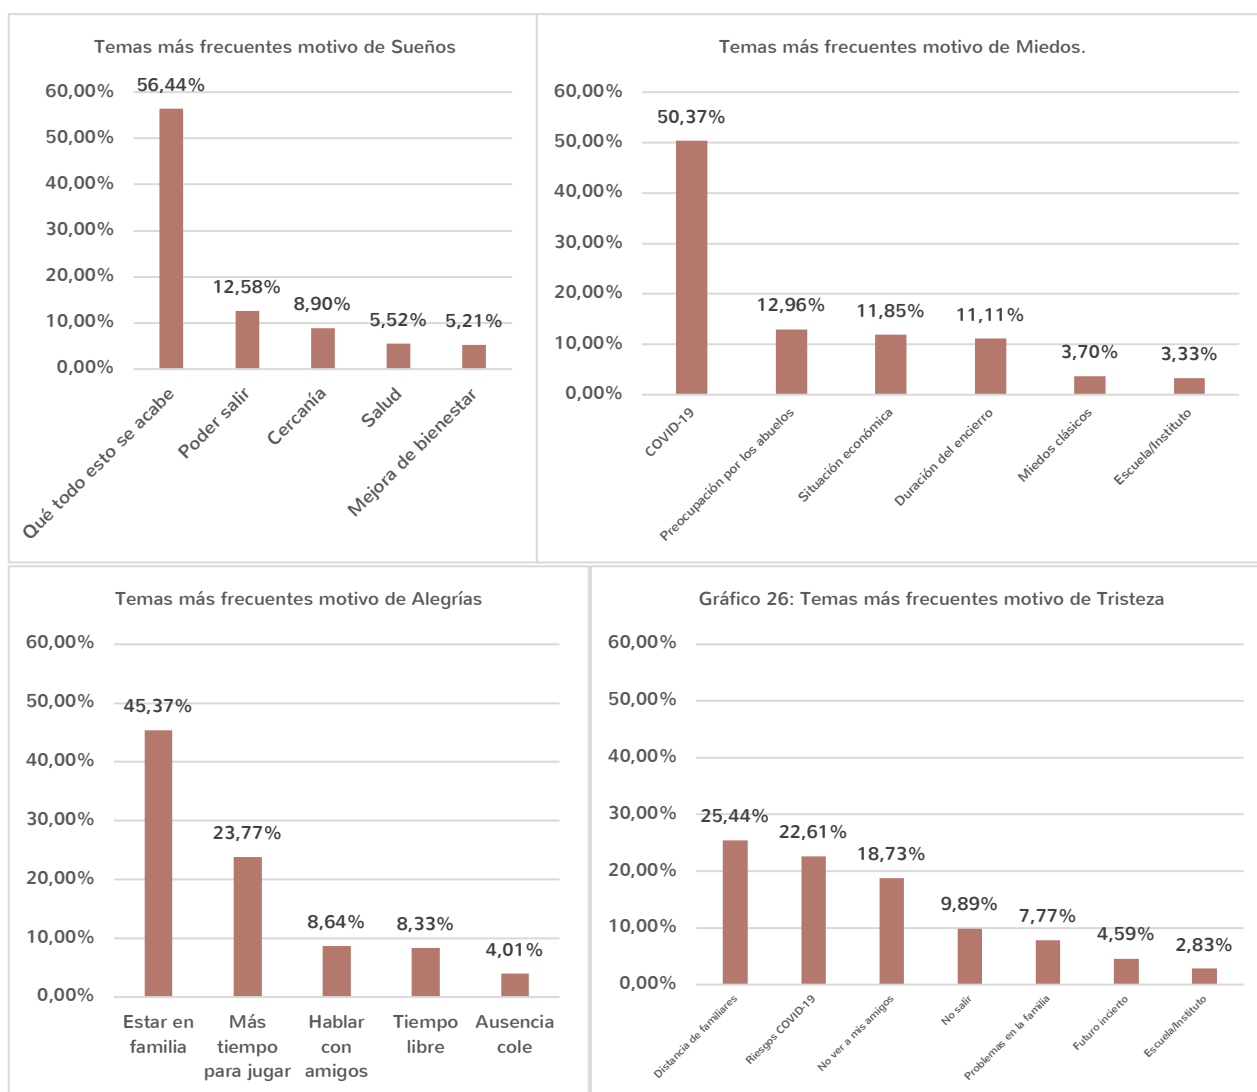 Temas más frecuentes motivo de Sueños
60,00%
50,00%
40,00%
30,00%
20,00%
10,00%
0,00%
56,44%
12,58%
8,90%
5,52%
5,21%
Qué todo esto se acabe
Poder salir
Cercanía
Salud
Mejora de bienestar
Temas más frecuentes motivo de Miedos.
60,00%
50,00%
40,00%
30,00%
20,00%
10,00%
0,00%
50,37%
12,96%
11,85%
11,11%
3,70%
3,33%
COVID-19
Preocupación por los abuelos
Situación económica
Duración del encierro
Miedos clásicos
Escuela/Instituto
Temas más frecuentes motivo de Alegrías
60,00%
50,00%
40,00%
30,00%
20,00%
10,00%
0,00%
45,37%
23,77%
8,64%
8,33%
4,01%
Estar en
familia
Más
tiempo
para jugar
Hablar
con
amigos
Tiempo
libre
Ausencia
cole
Gráfico 26: Temas más frecuentes motivo de Tristeza
60,00%
50,00%
40,00%
30,00%
20,00%
10,00%
0,00%
25,44%
22,61%
18,73%
9,89%
7,77%
4,59%
2,83%
Distancia de familiares
Riesgos COVID-19
No ver a mis amigos
No salir
Problemas en la familia
Futuro incierto
Escuela/Instituto